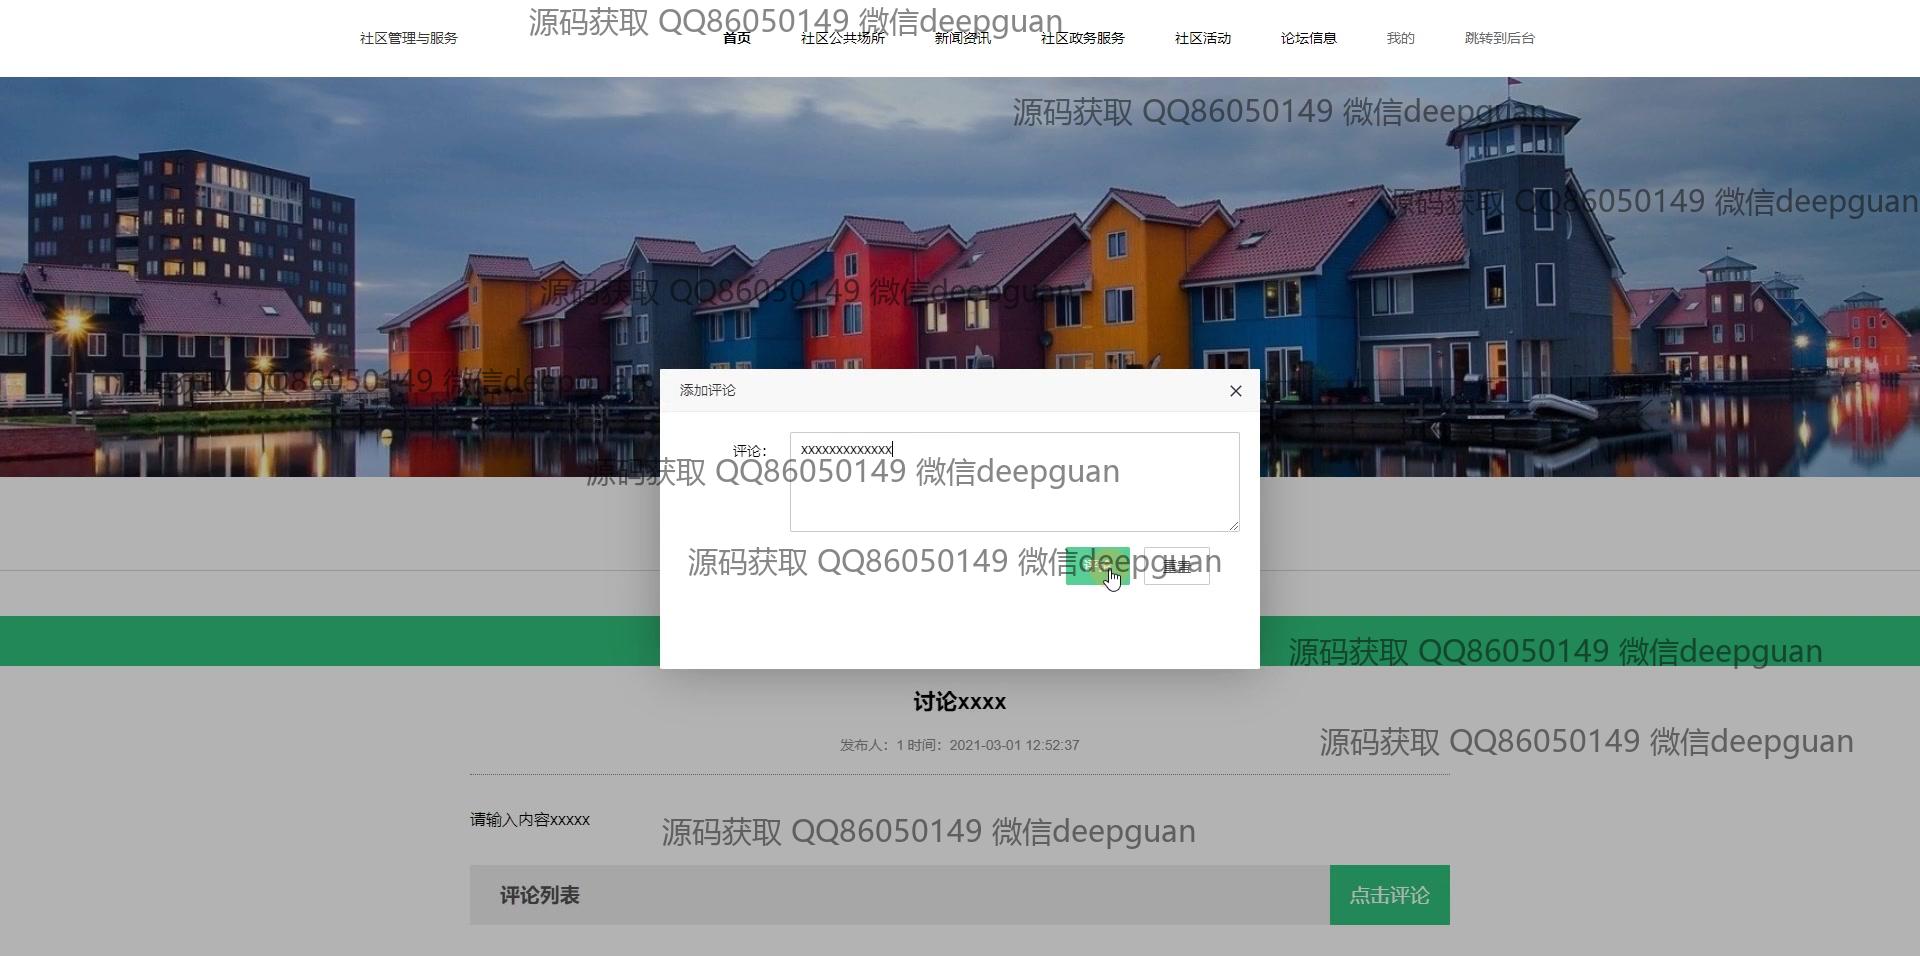 社区管理与服务
首页 社区公共场所 新闻资讯 社区政务服务 社区活动 论坛信息 我的 跳转到后台
源码获取 QQ86050149 微信deepguan
源码获取 QQ86050149 微信deepguan
源码获取 QQ86050149 微信deepguan
源码获取 QQ86050149 微信deepguan
源码获取 QQ86050149 微信deepguan
添加评论
评论： xxxxxxxxxxxxx
源码获取 QQ86050149 微信deepguan
源码获取 QQ86050149 微信deepguan
重置
源码获取 QQ86050149 微信deepguan
讨论xxxx
发布人：1 时间：2021-03-01 12:52:37
源码获取 QQ86050149 微信deepguan
请输入内容xxxxx
源码获取 QQ86050149 微信deepguan
评论列表
点击评论